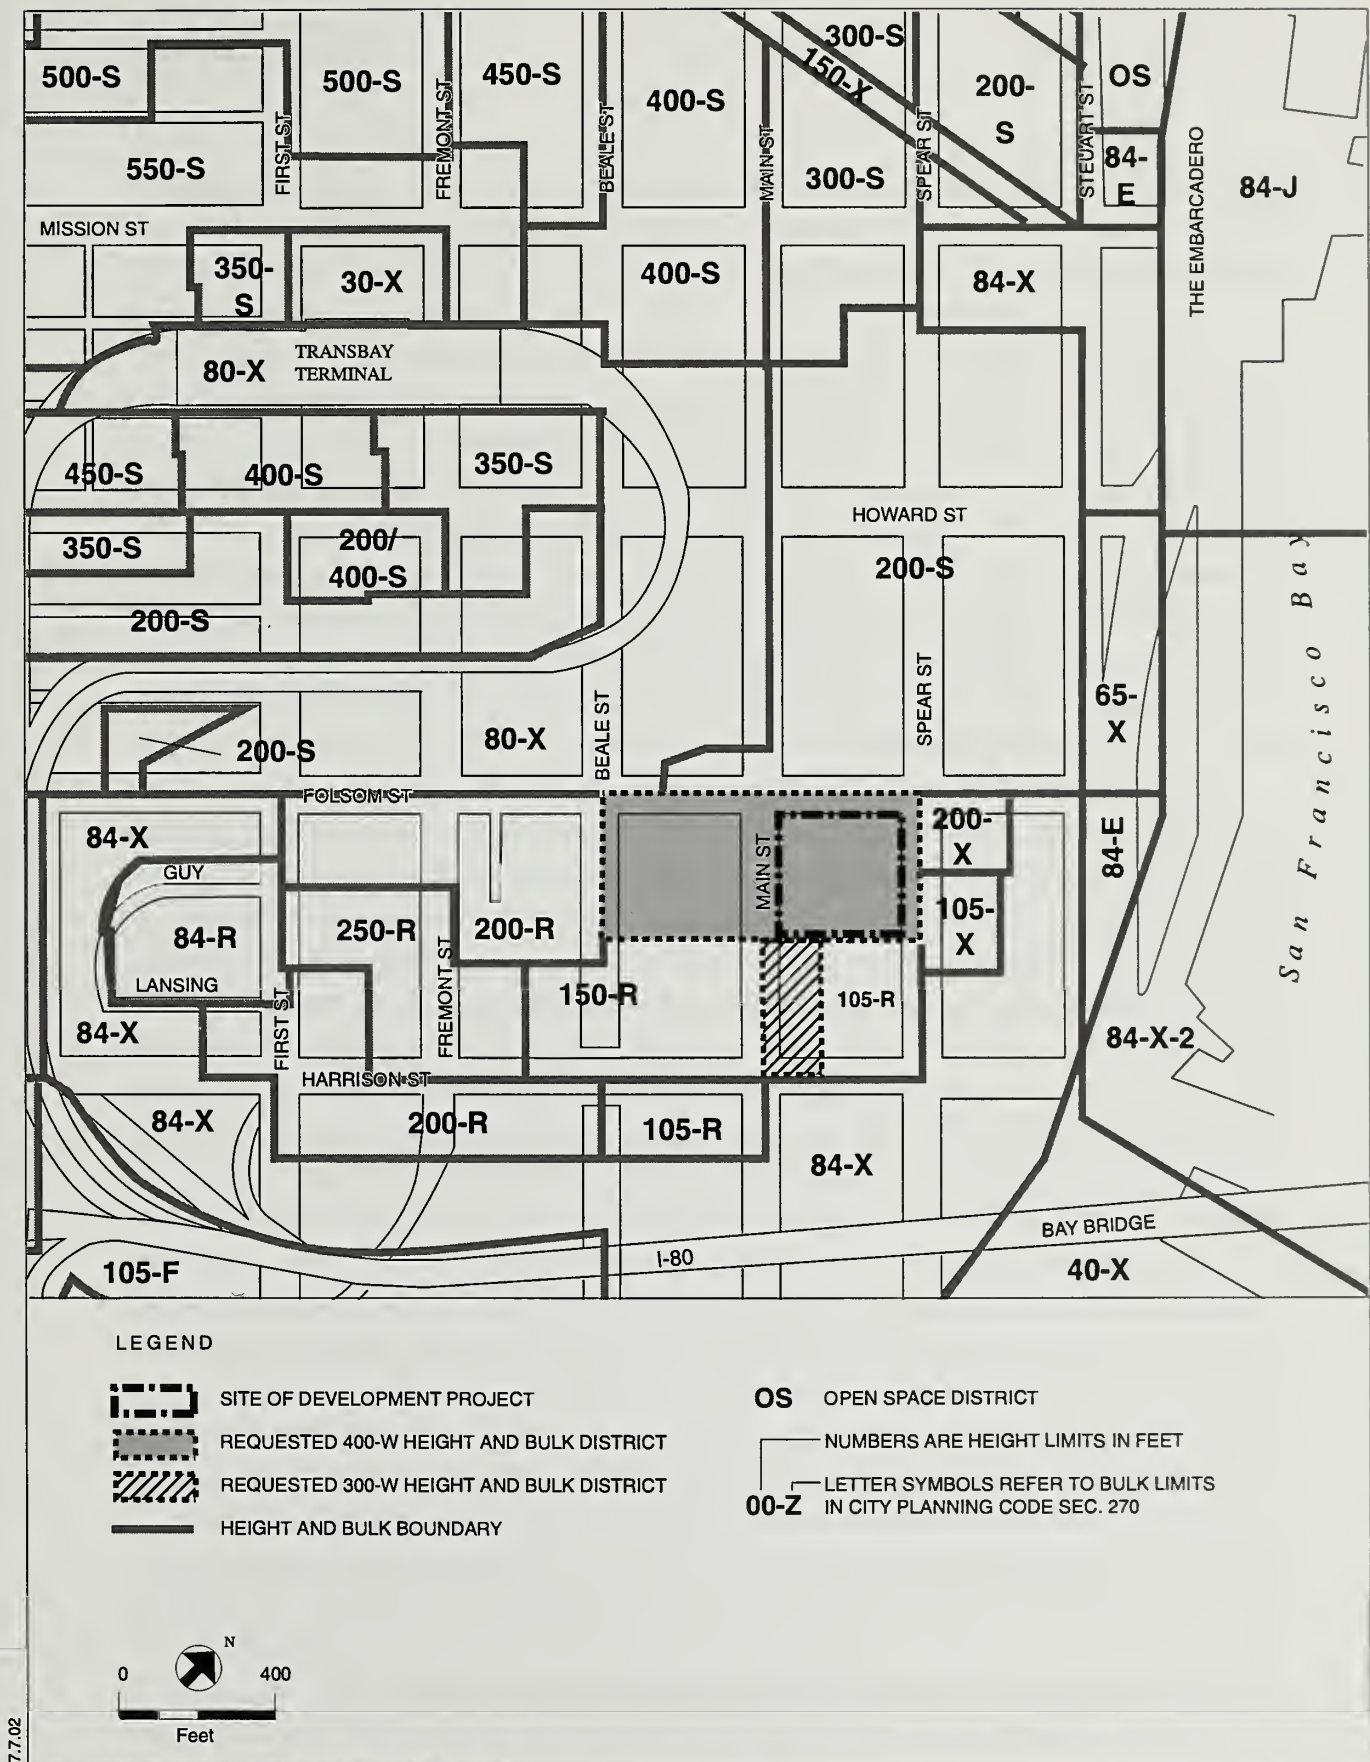 300-S
500-S
500-S
450-S
400-S
150-X
200-
S
OS
550-S
FIRST ST
FREMONT ST
BEALE ST
MAIN ST
300-S
SPEAR ST
STEUART ST
84-
E
THE EMBARCADERO
84-J
MISSION ST
350-
S
30-X
400-S
84-X
TRANSBAY
TERMINAL
80-X
450-S
400-S
350-S
HOWARD ST
350-S
200/
400-S
200-S
San Francisco Bay
200-S
BEALE ST
SPEAR ST
65-
X
200-S
80-X
FOLSOM ST
84-X
GUY
MAIN ST
200-
X
84-E
84-R
250-R
FREMONT ST
200-R
105-
X
LANSING
FIRST ST
150-R
105-R
84-X
84-X-2
HARRISON ST
84-X
200-R
105-R
84-X
BAY BRIDGE
I-80
105-F
40-X
LEGEND
SITE OF DEVELOPMENT PROJECT
REQUESTED 400-W HEIGHT AND BULK DISTRICT
REQUESTED 300-W HEIGHT AND BULK DISTRICT
HEIGHT AND BULK BOUNDARY
OS OPEN SPACE DISTRICT
NUMBERS ARE HEIGHT LIMITS IN FEET
LETTER SYMBOLS REFER TO BULK LIMITS
00-Z IN CITY PLANNING CODE SEC. 270
N
0 400
Feet
7.7.02